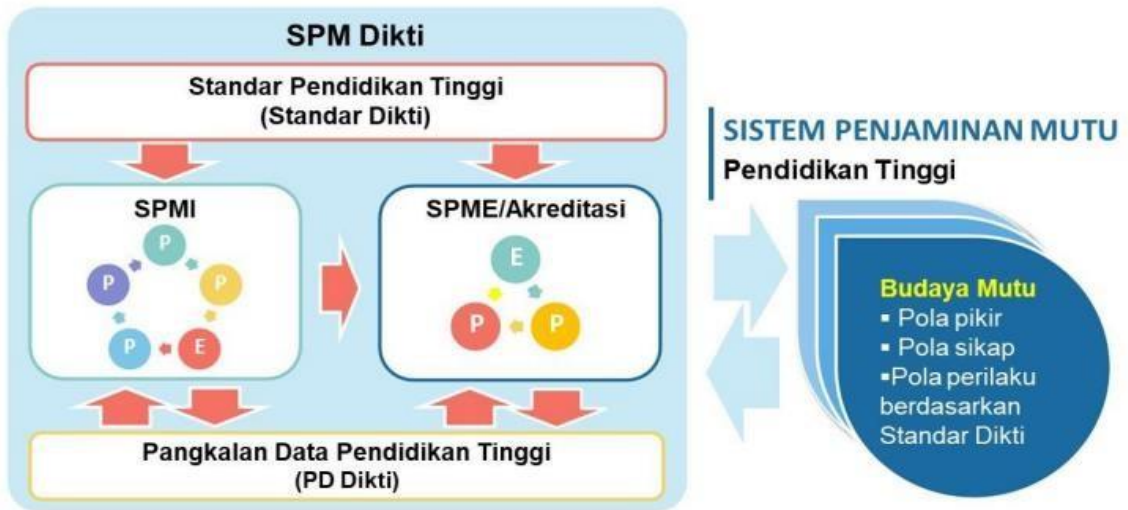 SPM Dikti
Standar Pendidikan Tinggi
(Standar Dikti)
SPMI
P
P
E
P
P
SPME/Akreditasi
E
P
P
Pangkalan Data Pendidikan Tinggi
(PD Dikti)
SISTEM PENJAMINAN MUTU
Pendidikan Tinggi
Budaya Mutu
▪ Pola pikir
▪ Pola sikap
▪Pola perilaku
berdasarkan
Standar Dikti